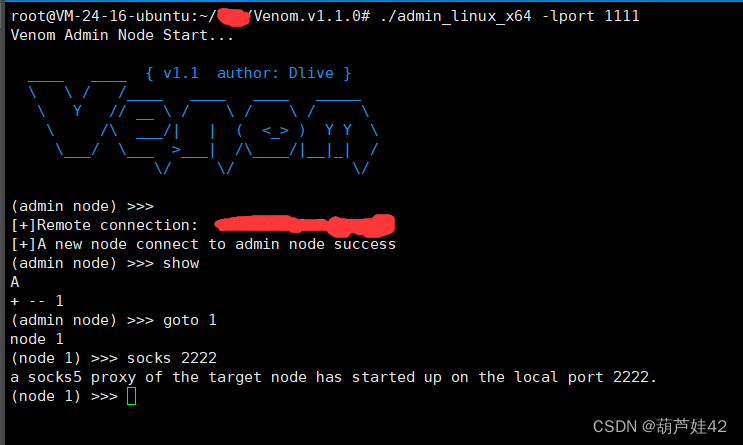 root@VM-24-16-ubuntu:~/ /Venom.v1.1.0# ./admin_linux_x64 -lport 1111
Venom Admin Node Start...
{ v1.1 author: Dlive }
Venom
(admin node) >>>
[+]Remote connection:
[+]A new node connect to admin node success
(admin node) >>> show
A
+ -- 1
(admin node) >>> goto 1
node 1
(node 1) >>> socks 2222
a socks5 proxy of the target node has started up on the local port 2222.
(node 1) >>>
CSDN @葫芦娃42